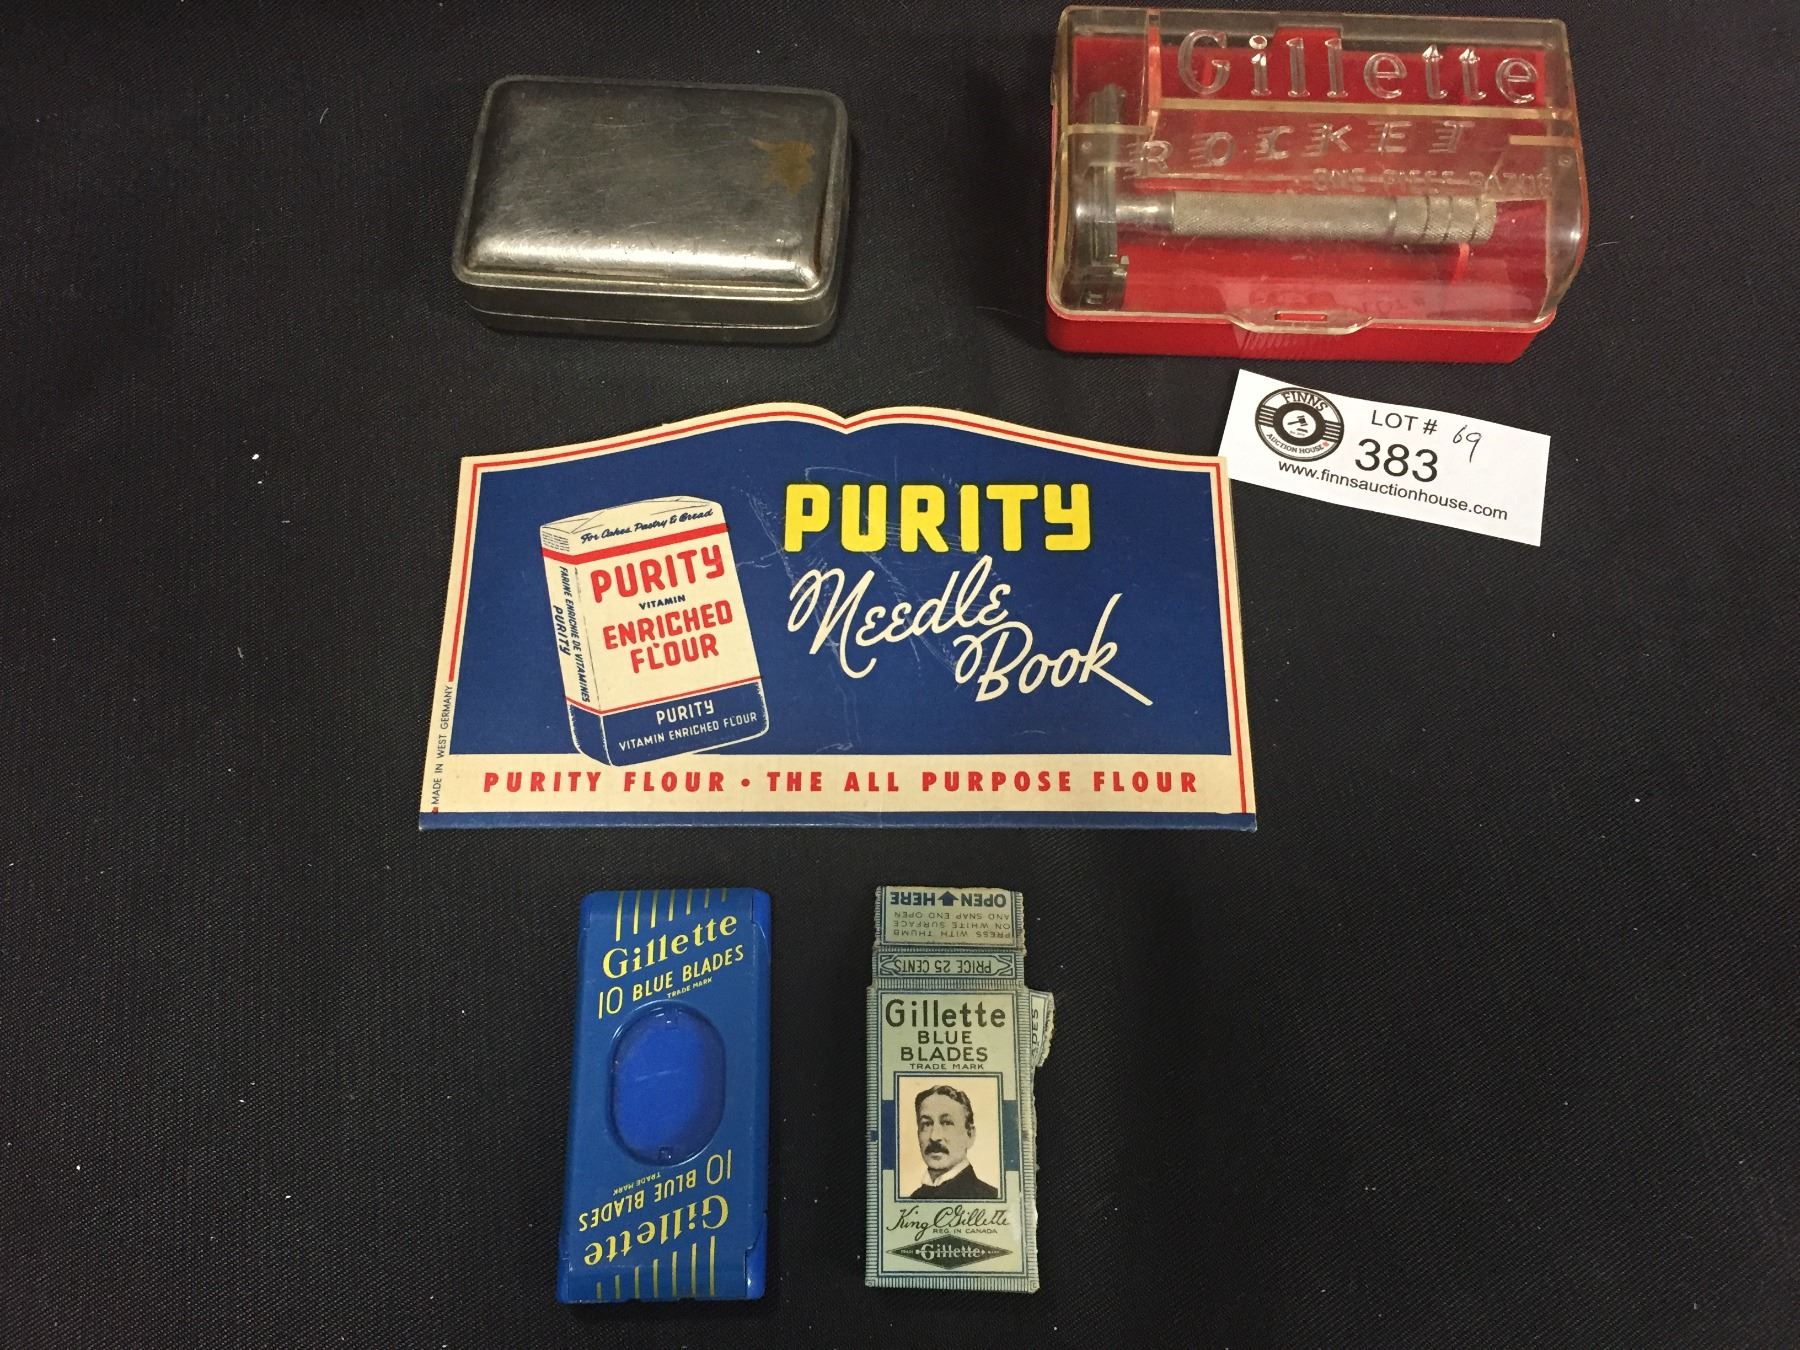 Gillette
ROCKET
ONE PIECE RAZOR
FINNS
AUCTION HOUSE
LOT # 69
383
www.finnsauctionhouse.com
PURITY
Needle
Book
For Cakes Pastry & Bread
PURITY
VITAMIN
ENRICHED
FLOUR
FARINE ENRICHIE DE VITAMINES
PURITY
PURITY
VITAMIN ENRICHED FLOUR
MADE IN WEST GERMANY
PURITY FLOUR • THE ALL PURPOSE FLOUR
Gillette
10 BLUE BLADES
TRADE MARK
Gillette
10 BLUE BLADES
TRADE MARK
OPEN HERE
PRESS WITH THUMB
ON WHITE SURFACE
AND SNAP END OPEN
PRICE 25 CENTS
Gillette
BLUE
BLADES
TRADE MARK
King C Gillette
REG. IN CANADA
Gillette